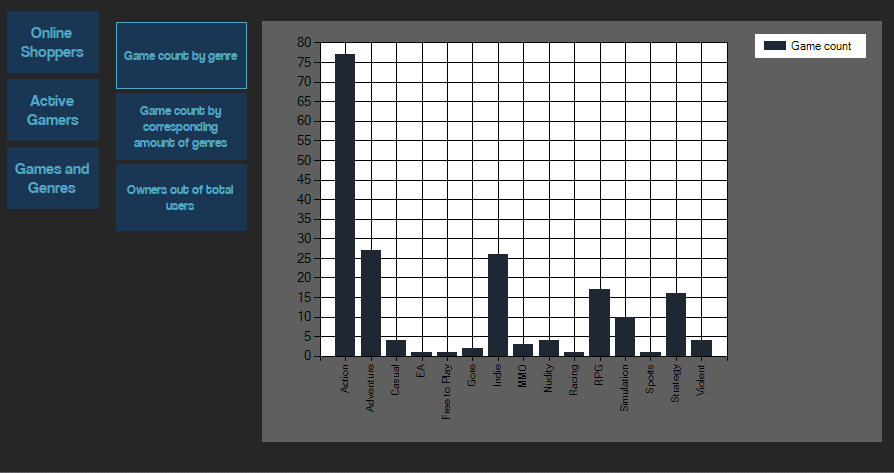 Online
Shoppers
Active
Gamers
Games and
Genres
Game count by genre
Game count by
corresponding
amount of genres
Owners out of total
users
80
75
70
65
60
55
50
45
40
35
30
25
20
15
10
5
0
Action
Adventure
Casual
EA
Free to Play
Gore
Indie
MMO
Nudity
Racing
RPG
Simulation
Sports
Strategy
Violent
Game count